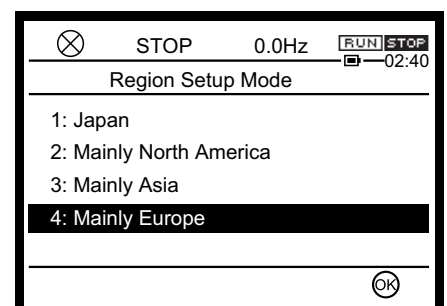 STOP 0.0Hz RUN STOP
02:40
Region Setup Mode
1: Japan
2: Mainly North America
3: Mainly Asia
4: Mainly Europe
OK